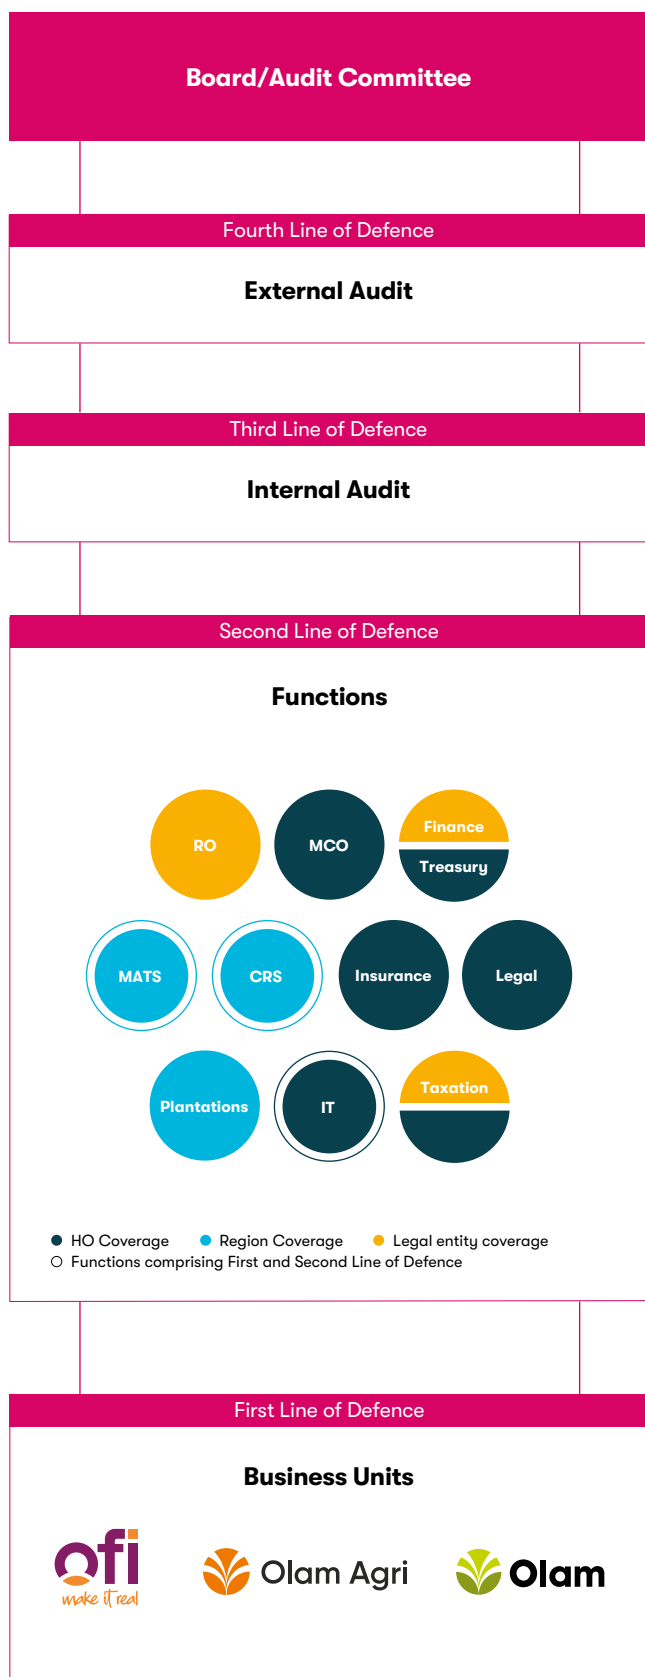 Board/Audit Committee
Fourth Line of Defence
External Audit
Third Line of Defence
Internal Audit
Second Line of Defence
Functions
RO
MCO
Finance
Treasury
MATS
CRS
Insurance
Legal
Plantations
IT
Taxation
HO Coverage
Region Coverage
Legal entity coverage
Functions comprising First and Second Line of Defence
First Line of Defence
Business Units
ofi
make it real
Olam Agri
Olam